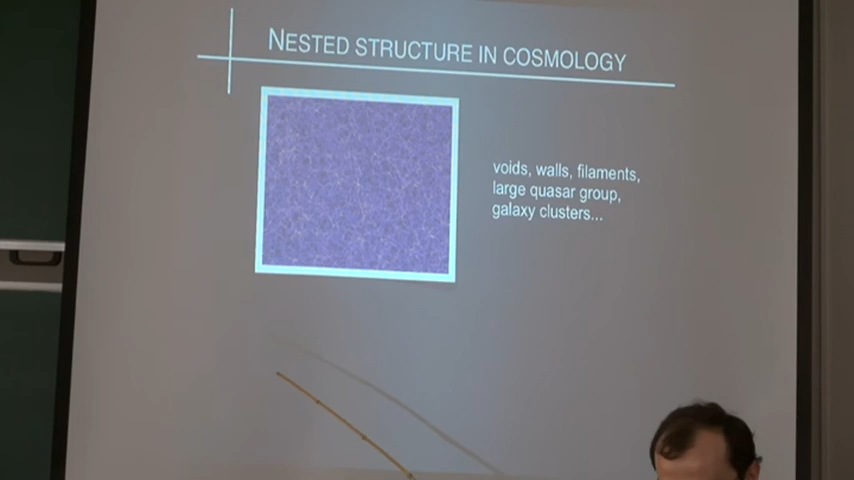 NESTED STRUCTURE IN COSMOLOGY
voids, walls, filaments,
large quasar group,
galaxy clusters...